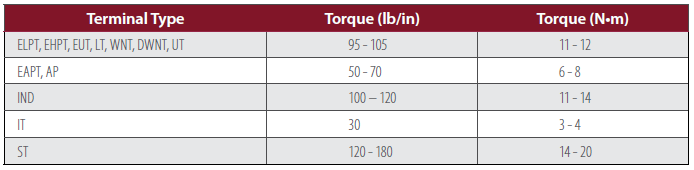 Terminal Type Torque (lb/in) Torque (N•m)
ELPT, EHPT, EUT, LT, WNT, DWNT, UT 95 - 105 11 - 12
EAPT, AP 50 - 70 6 - 8
IND 100 – 120 11 - 14
IT 30 3 - 4
ST 120 - 180 14 - 20